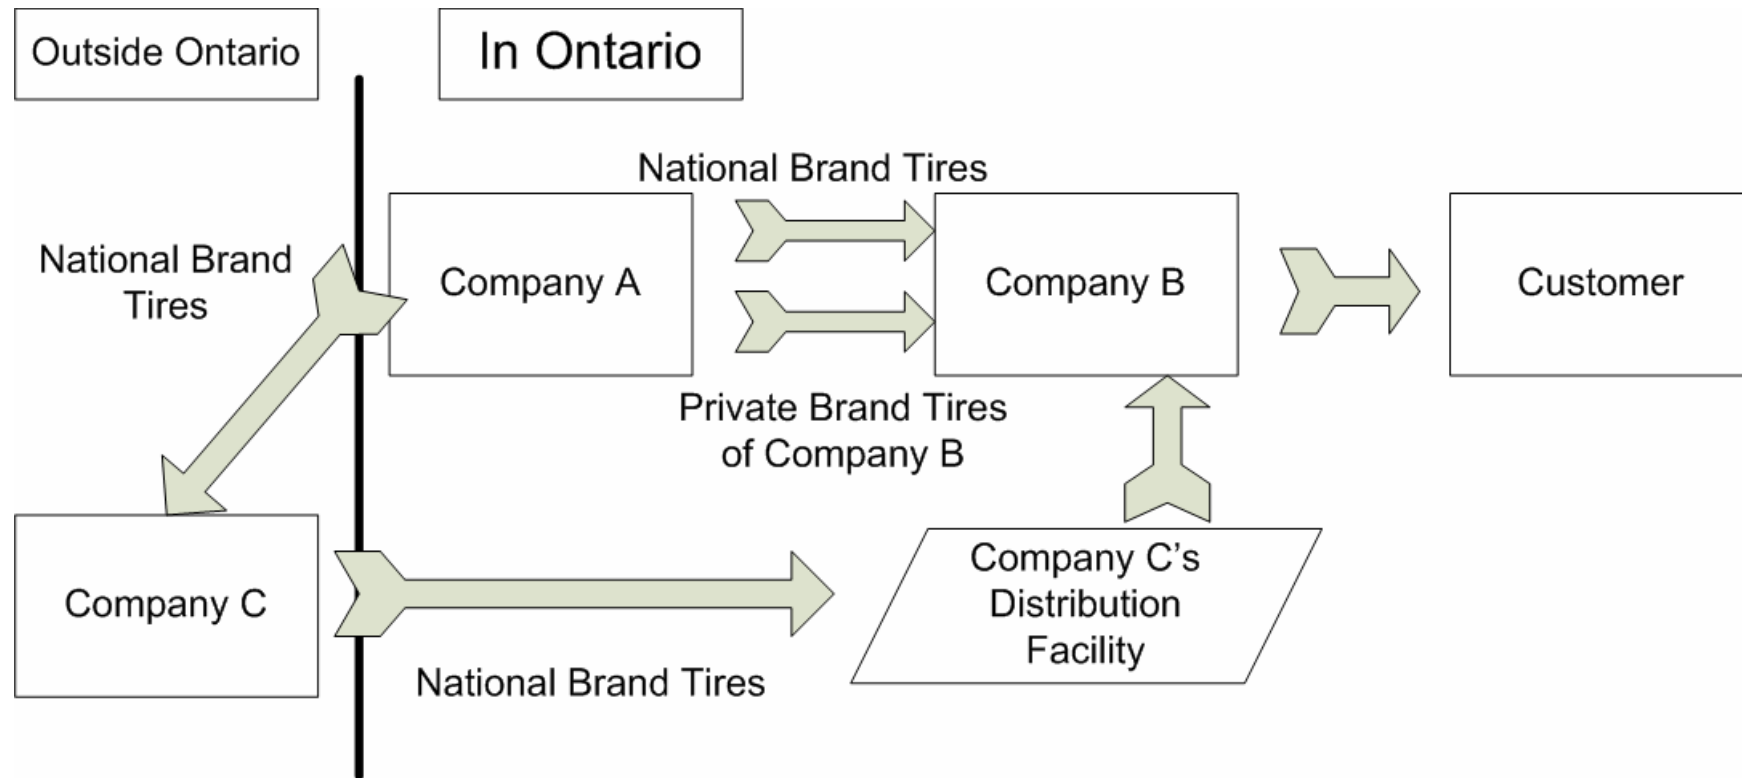 Outside Ontario
In Ontario
National Brand Tires
National Brand
Tires
Company A
Company B
Customer
Private Brand Tires
of Company B
Company C
Company C's
Distribution
Facility
National Brand Tires